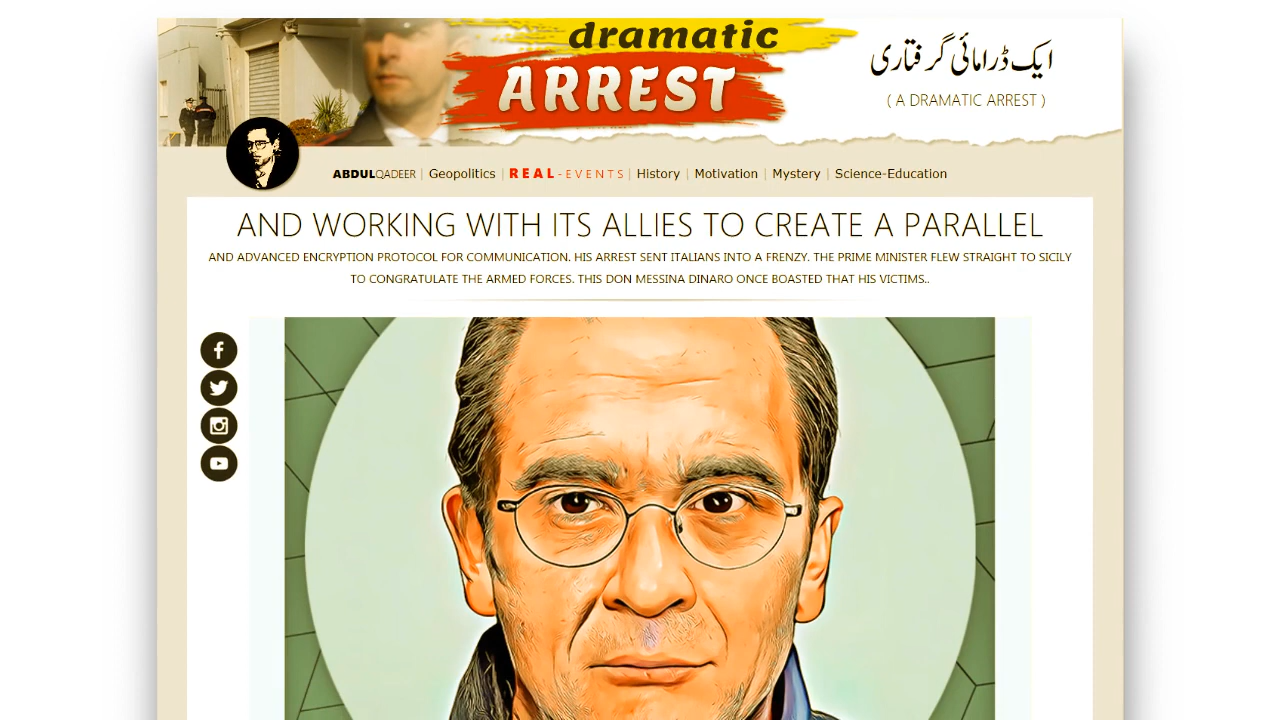 dramatic
ARREST
ایک ڈرامائی گرفتاری
( A DRAMATIC ARREST )
ABDULQADEER | Geopolitics | REAL-EVENTS | History | Motivation | Mystery | Science-Education
AND WORKING WITH ITS ALLIES TO CREATE A PARALLEL
AND ADVANCED ENCRYPTION PROTOCOL FOR COMMUNICATION. HIS ARREST SENT ITALIANS INTO A FRENZY. THE PRIME MINISTER FLEW STRAIGHT TO SICILY
TO CONGRATULATE THE ARMED FORCES. THIS DON MESSINA DINARO ONCE BOASTED THAT HIS VICTIMS..